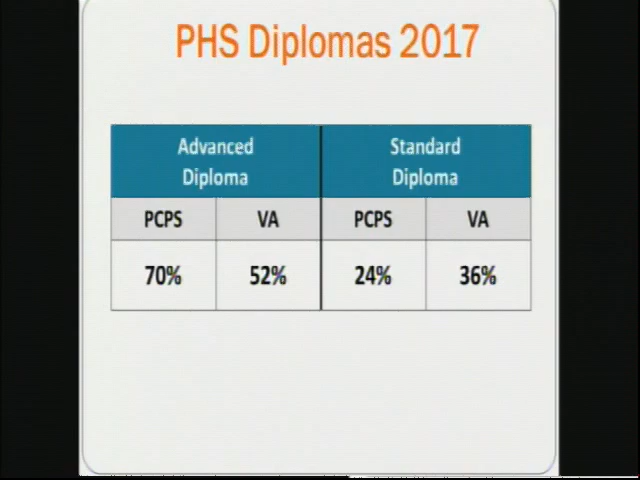 PHS Diplomas 2017
Advanced Diploma
Standard Diploma
PCPS VA PCPS VA
70% 52% 24% 36%